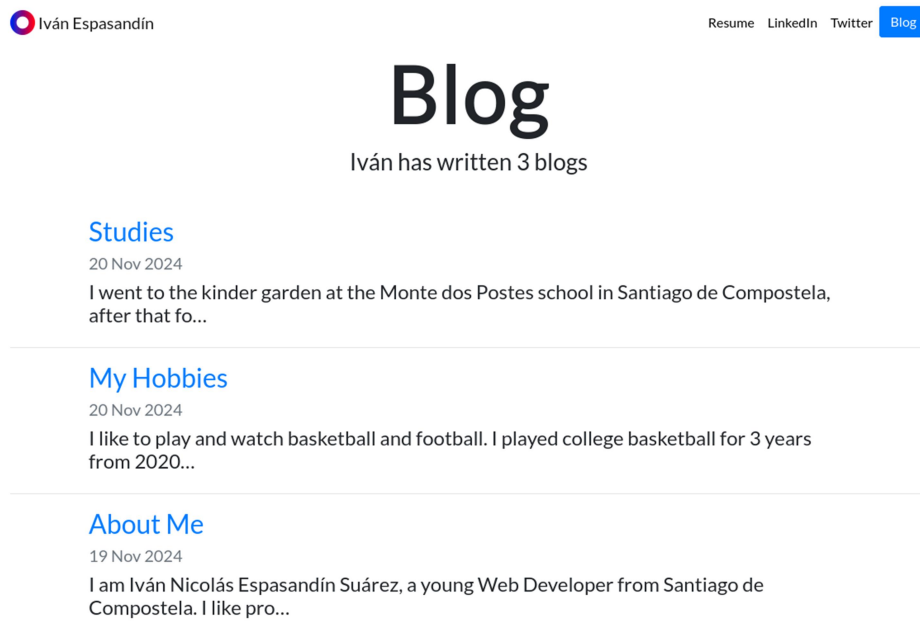 Iván Espasandín
Resume LinkedIn Twitter Blog
Blog
Iván has written 3 blogs
Studies
20 Nov 2024
I went to the kinder garden at the Monte dos Postes school in Santiago de Compostela,
after that fo...
My Hobbies
20 Nov 2024
I like to play and watch basketball and football. I played college basketball for 3 years
from 2020...
About Me
19 Nov 2024
I am Iván Nicolás Espasandín Suárez, a young Web Developer from Santiago de
Compostela. I like pro...